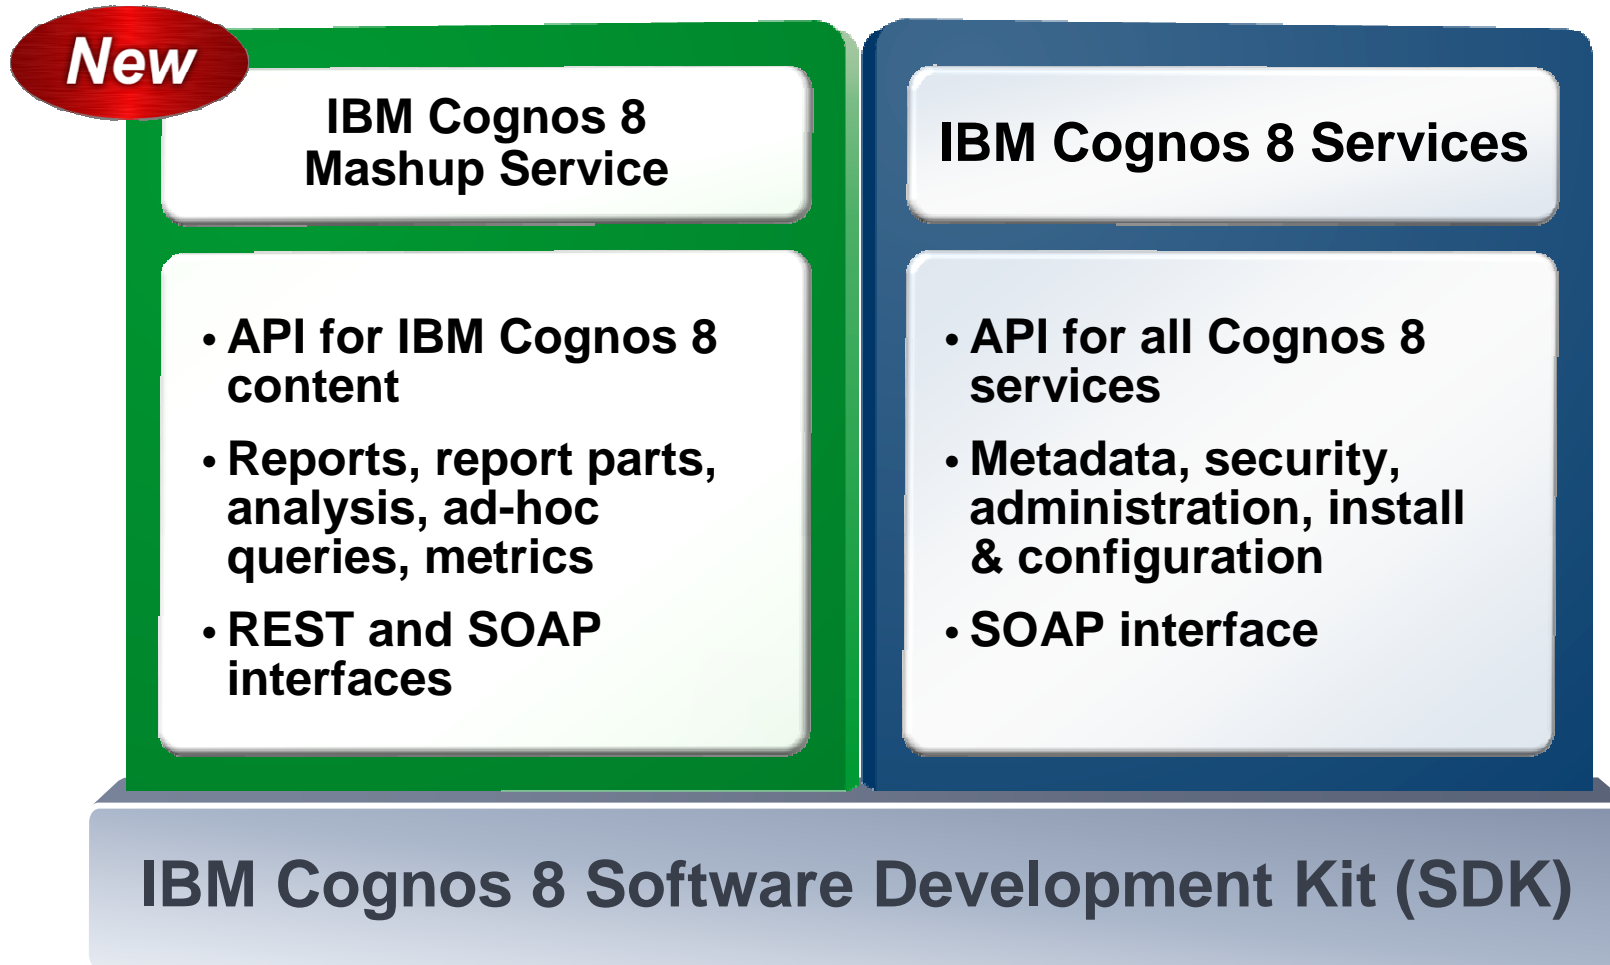 New
IBM Cognos 8
Mashup Service
• API for IBM Cognos 8
content
• Reports, report parts,
analysis, ad-hoc
queries, metrics
• REST and SOAP
interfaces
IBM Cognos 8 Services
• API for all Cognos 8
services
• Metadata, security,
administration, install
& configuration
• SOAP interface
IBM Cognos 8 Software Development Kit (SDK)